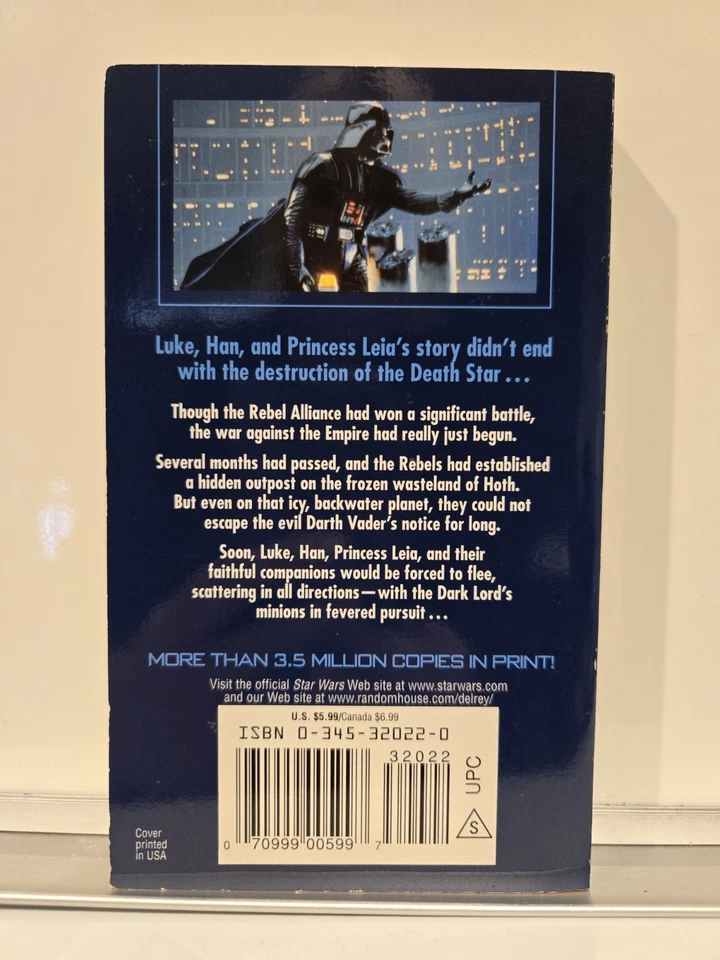 Luke, Han, and Princess Leia's story didn't end
with the destruction of the Death Star...
Though the Rebel Alliance had won a significant battle,
the war against the Empire had really just begun.
Several months had passed, and the Rebels had established
a hidden outpost on the frozen wasteland of Hoth.
But even on that icy, backwater planet, they could not
escape the evil Darth Vader's notice for long.
Soon, Luke, Han, Princess Leia, and their
faithful companions would be forced to flee,
scattering in all directions—with the Dark Lord's
minions in fevered pursuit...
MORE THAN 3.5 MILLION COPIES IN PRINT!
Visit the official Star Wars Web site at www.starwars.com
and our Web site at www.randomhouse.com/delrey/
U.S. $5.99/Canada $6.99
ISBN 0-345-32022-0
32022
UPC
S
0 70999 00599 7
Cover
printed
in USA